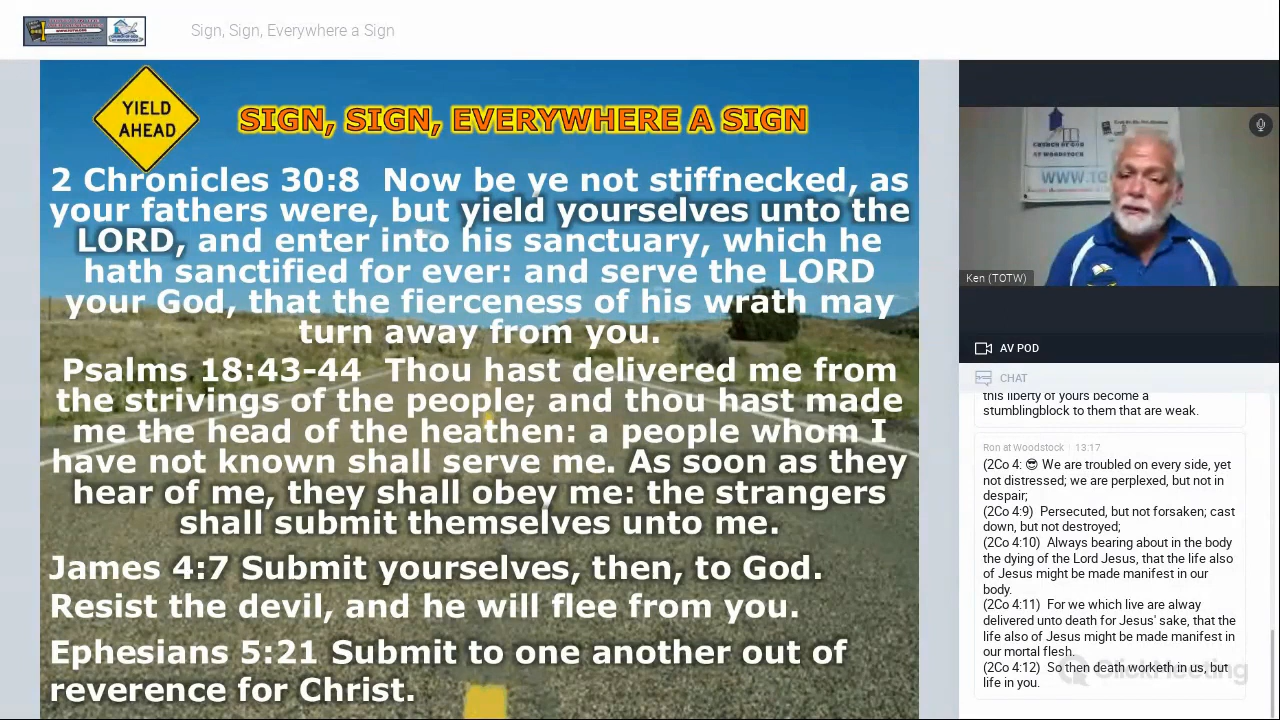 Sign, Sign, Everywhere a Sign
YIELD
AHEAD
SIGN, SIGN, EVERYWHERE A SIGN
2 Chronicles 30:8 Now be ye not stiffnecked, as
your fathers were, but yield yourselves unto the
LORD, and enter into his sanctuary, which he
hath sanctified for ever: and serve the LORD
your God, that the fierceness of his wrath may
turn away from you.
Psalms 18:43-44 Thou hast delivered me from
the strivings of the people; and thou hast made
me the head of the heathen: a people whom I
have not known shall serve me. As soon as they
hear of me, they shall obey me: the strangers
shall submit themselves unto me.
James 4:7 Submit yourselves, then, to God.
Resist the devil, and he will flee from you.
Ephesians 5:21 Submit to one another out of
reverence for Christ.
CHURCH OF GOD
AT WOODSTOCK
Ken (TOTW)
AV POD
CHAT
this liberty of yours become a
stumblingblock to them that are weak.
Ron at Woodstock 13:17
(2Co 4: 😎 We are troubled on every side, yet
not distressed; we are perplexed, but not in
despair;
(2Co 4:9) Persecuted, but not forsaken; cast
down, but not destroyed;
(2Co 4:10) Always bearing about in the body
the dying of the Lord Jesus, that the life also
of Jesus might be made manifest in our
body.
(2Co 4:11) For we which live are alway
delivered unto death for Jesus' sake, that the
life also of Jesus might be made manifest in
our mortal flesh.
(2Co 4:12) So then death worketh in us, but
life in you.
ClickMeeting